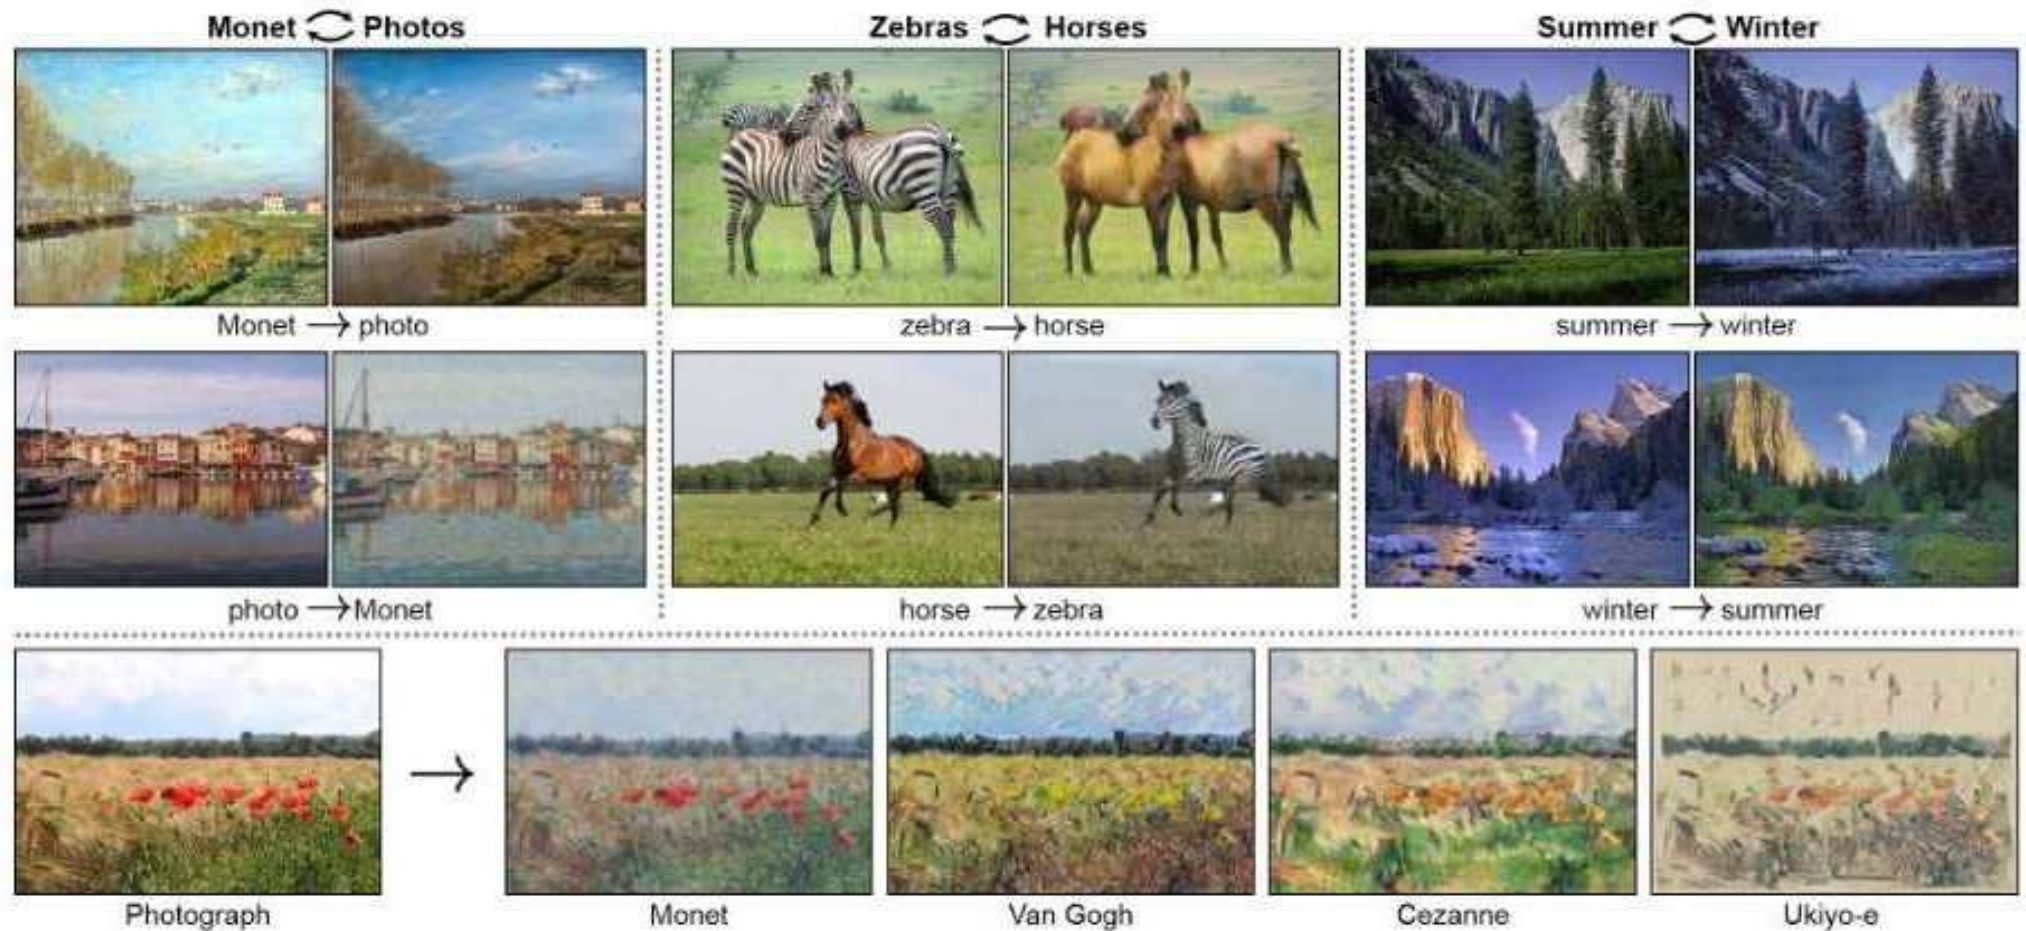 Monet Photos
Zebras Horses
Summer Winter
Monet → photo
zebra → horse
summer → winter
photo → Monet
horse → zebra
winter → summer
Photograph
Monet
Van Gogh
Cezanne
Ukiyo-e